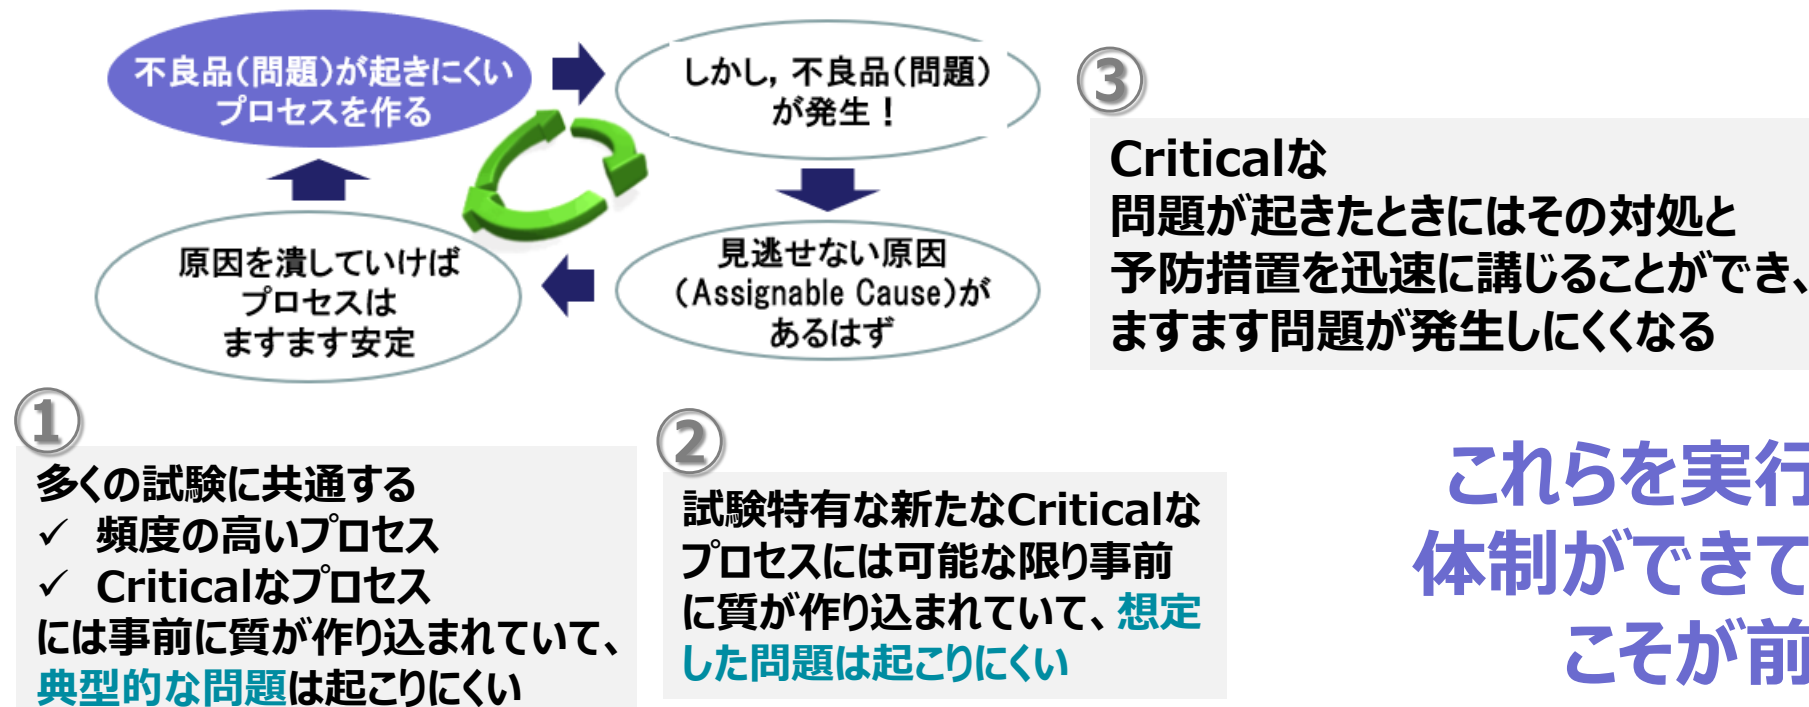 不良品(問題)が起きにくい
プロセスを作る
しかし,不良品(問題)
が発生!
見逃せない原因
(Assignable Cause)が
あるはず
原因を潰していけば
プロセスは
ますます安定
③
Criticalな
問題が起きたときにはその対処と
予防措置を迅速に講じることができ、
ますます問題が発生しにくくなる
①
多くの試験に共通する
✓ 頻度の高いプロセス
✓ Criticalなプロセス
には事前に質が作り込まれていて、
典型的な問題は起こりにくい
②
試験特有な新たなCriticalな
プロセスには可能な限り事前
に質が作り込まれていて、想定
した問題は起こりにくい
これらを実行
体制ができて
こそが前